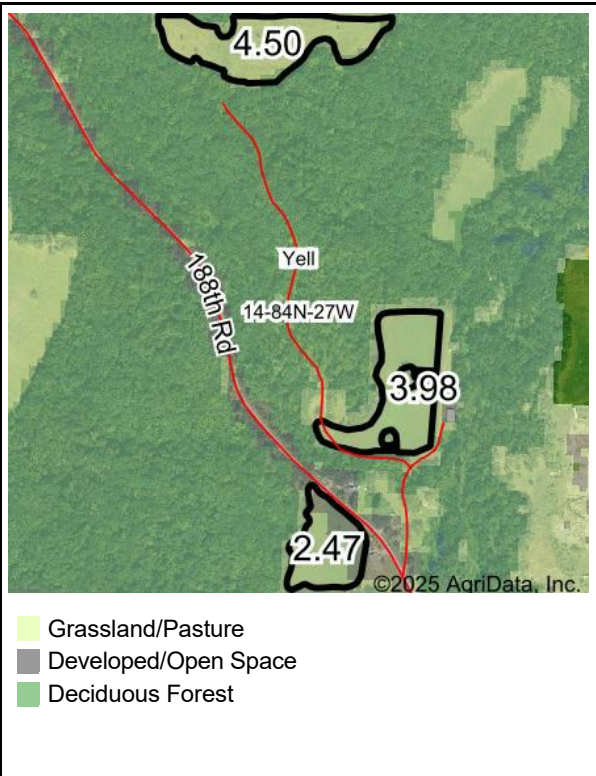 4.50
188th Rd
Yell
14-84N-27W
3.98
2.47
©2025 AgriData, Inc.
Grassland/Pasture
Developed/Open Space
Deciduous Forest